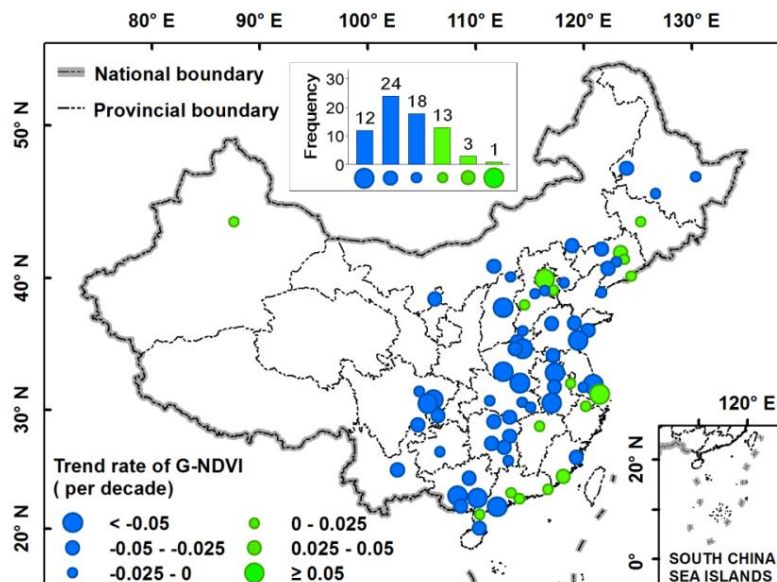 80° E 90° E 100° E 110° E 120° E 130° E
National boundary
Provincial boundary
50° N
40° N
30° N
20° N
Frequency
30
20
10
0
12 24 18 13 3 1
Trend rate of G-NDVI
( per decade)
< -0.05
-0.05 - -0.025
-0.025 - 0
0 - 0.025
0.025 - 0.05
≥ 0.05
120° E
20° N
0° N
SOUTH CHINA
SEA ISLANDS